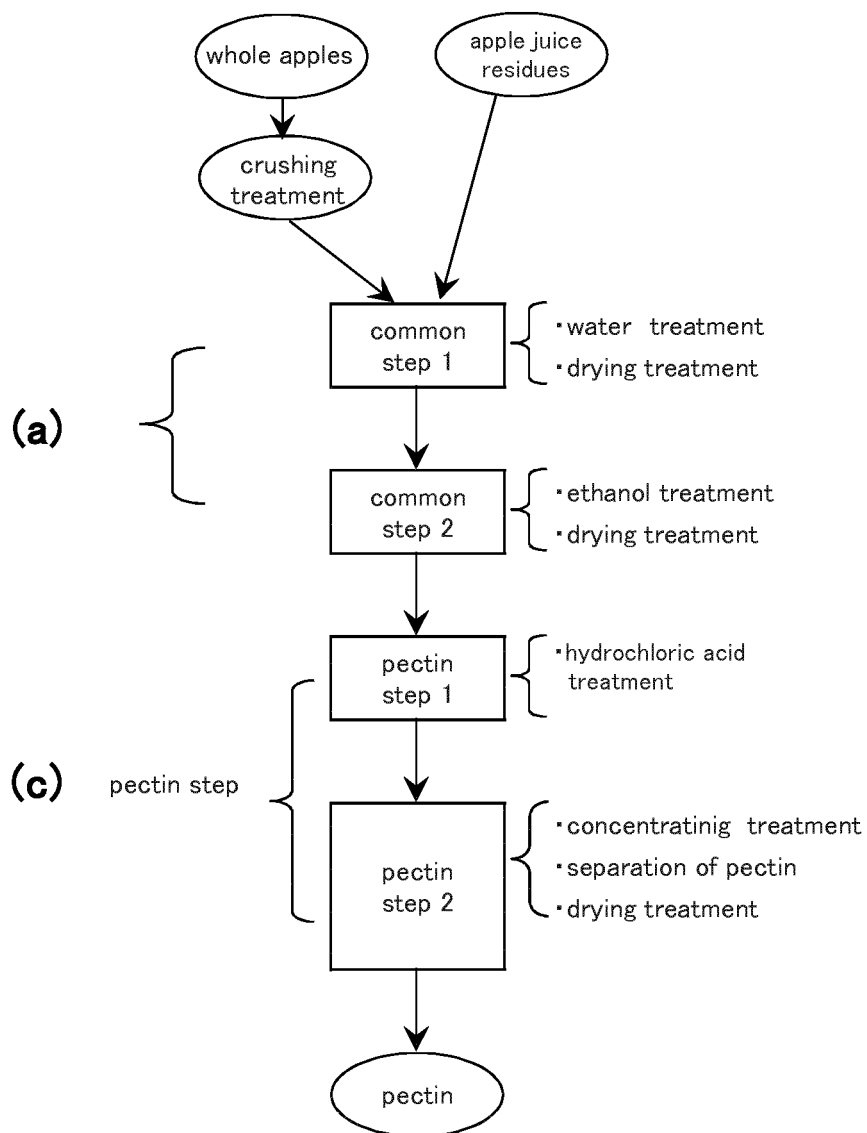 whole apples
apple juice
residues
crushing
treatment
common
step 1
・water treatment
・drying treatment
(a)
common
step 2
・ethanol treatment
・drying treatment
pectin
step 1
・hydrochloric acid
treatment
(c)
pectin step
pectin
step 2
・concentratinig treatment
・separation of pectin
・drying treatment
pectin